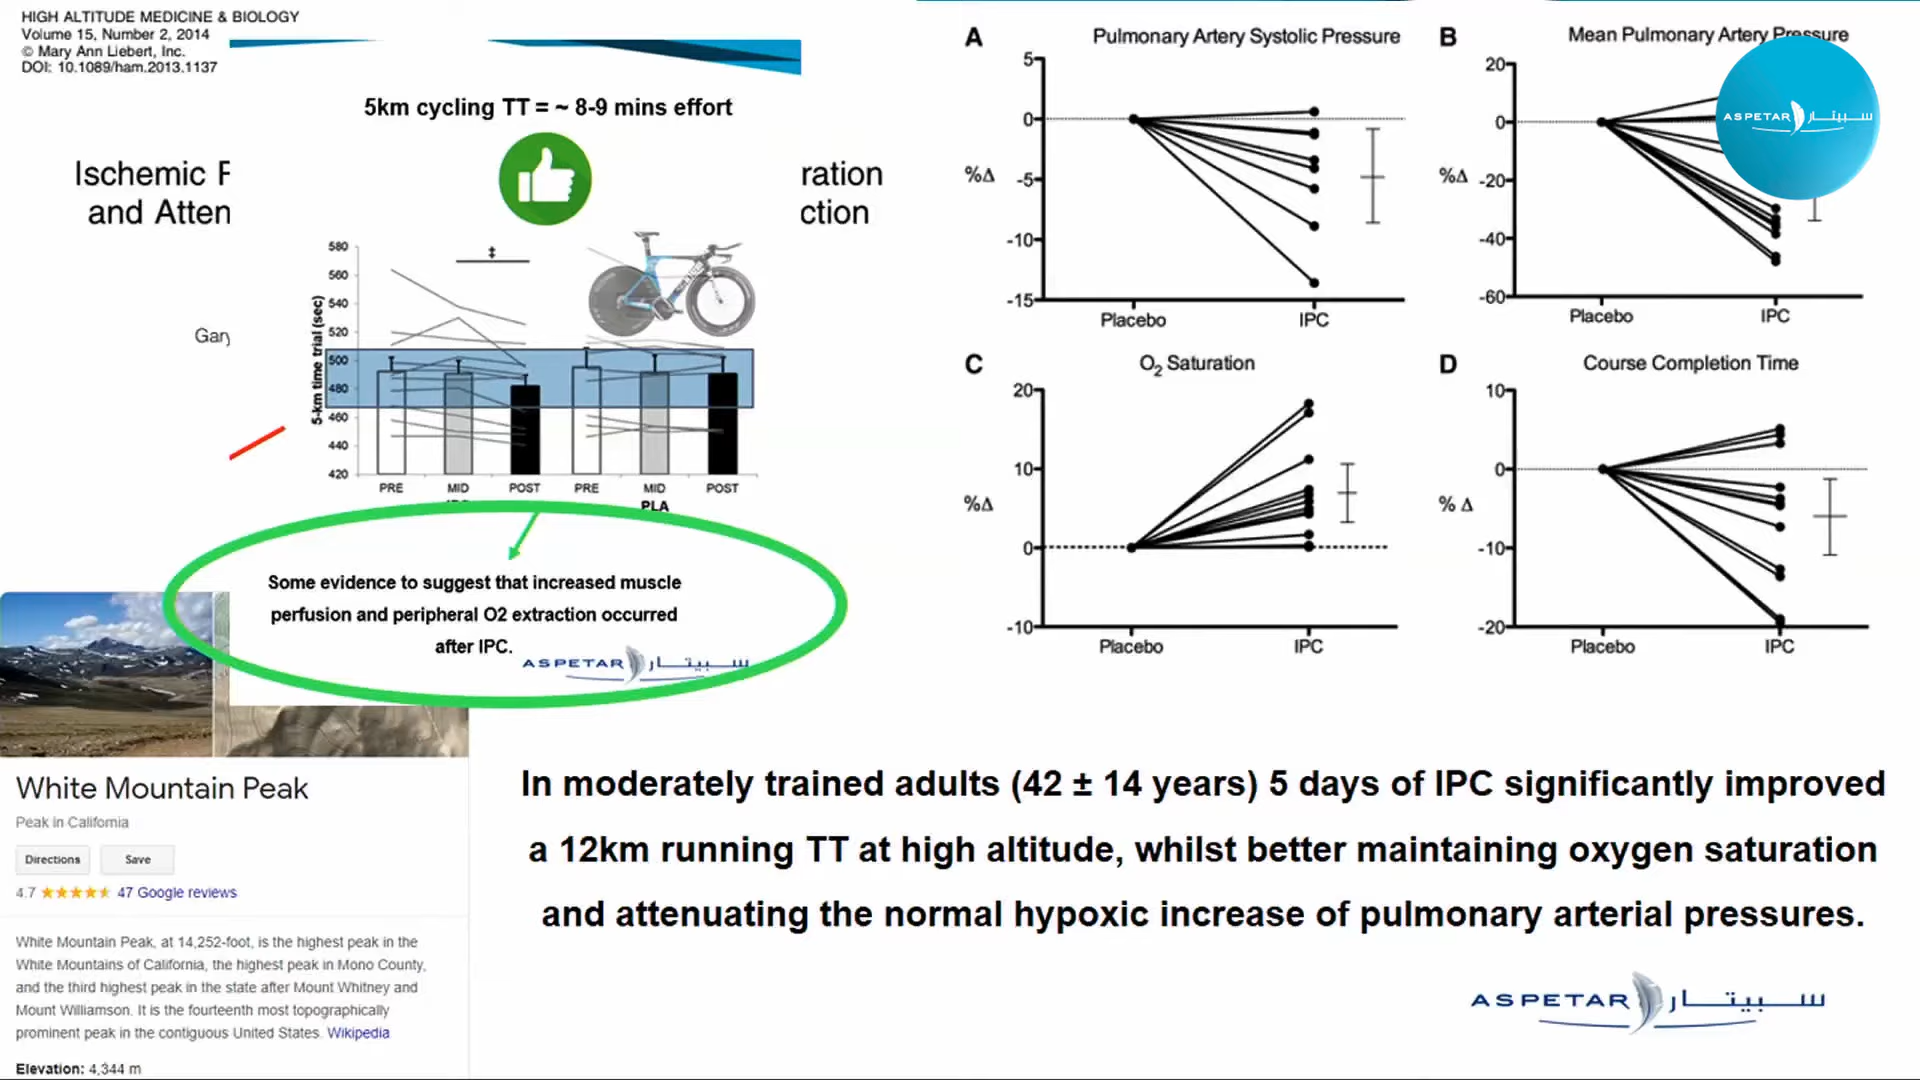 HIGH ALTITUDE MEDICINE & BIOLOGY
Volume 15, Number 2, 2014
© Mary Ann Liebert, Inc.
DOI: 10.1089/ham.2013.1137
5km cycling TT = ~ 8-9 mins effort
Ischemic
ration
and Atten
ction
Gary
5-km time trial (sec)
580
560
540
520
500
480
460
440
420
‡
PRE
MID
POST
PRE
MID
POST
PLA
Some evidence to suggest that increased muscle
perfusion and peripheral O2 extraction occurred
after IPC.
ASPETAR سبيتار
White Mountain Peak
Peak in California
Directions
Save
4.7
47 Google reviews
White Mountain Peak, at 14,252-foot, is the highest peak in the
White Mountains of California, the highest peak in Mono County,
and the third highest peak in the state after Mount Whitney and
Mount Williamson. It is the fourteenth most topographically
prominent peak in the contiguous United States. Wikipedia
Elevation: 4,344 m
A
Pulmonary Artery Systolic Pressure
5
0
-5
-10
-15
%Δ
Placebo
IPC
B
Mean Pulmonary Artery Pressure
20
0
-20
-40
-60
%Δ
Placebo
IPC
ASPETAR سبيتار
C
O2 Saturation
20
10
0
-10
%Δ
Placebo
IPC
D
Course Completion Time
10
0
-10
-20
% Δ
Placebo
IPC
In moderately trained adults (42 ± 14 years) 5 days of IPC significantly improved
a 12km running TT at high altitude, whilst better maintaining oxygen saturation
and attenuating the normal hypoxic increase of pulmonary arterial pressures.
ASPETAR سبيتار